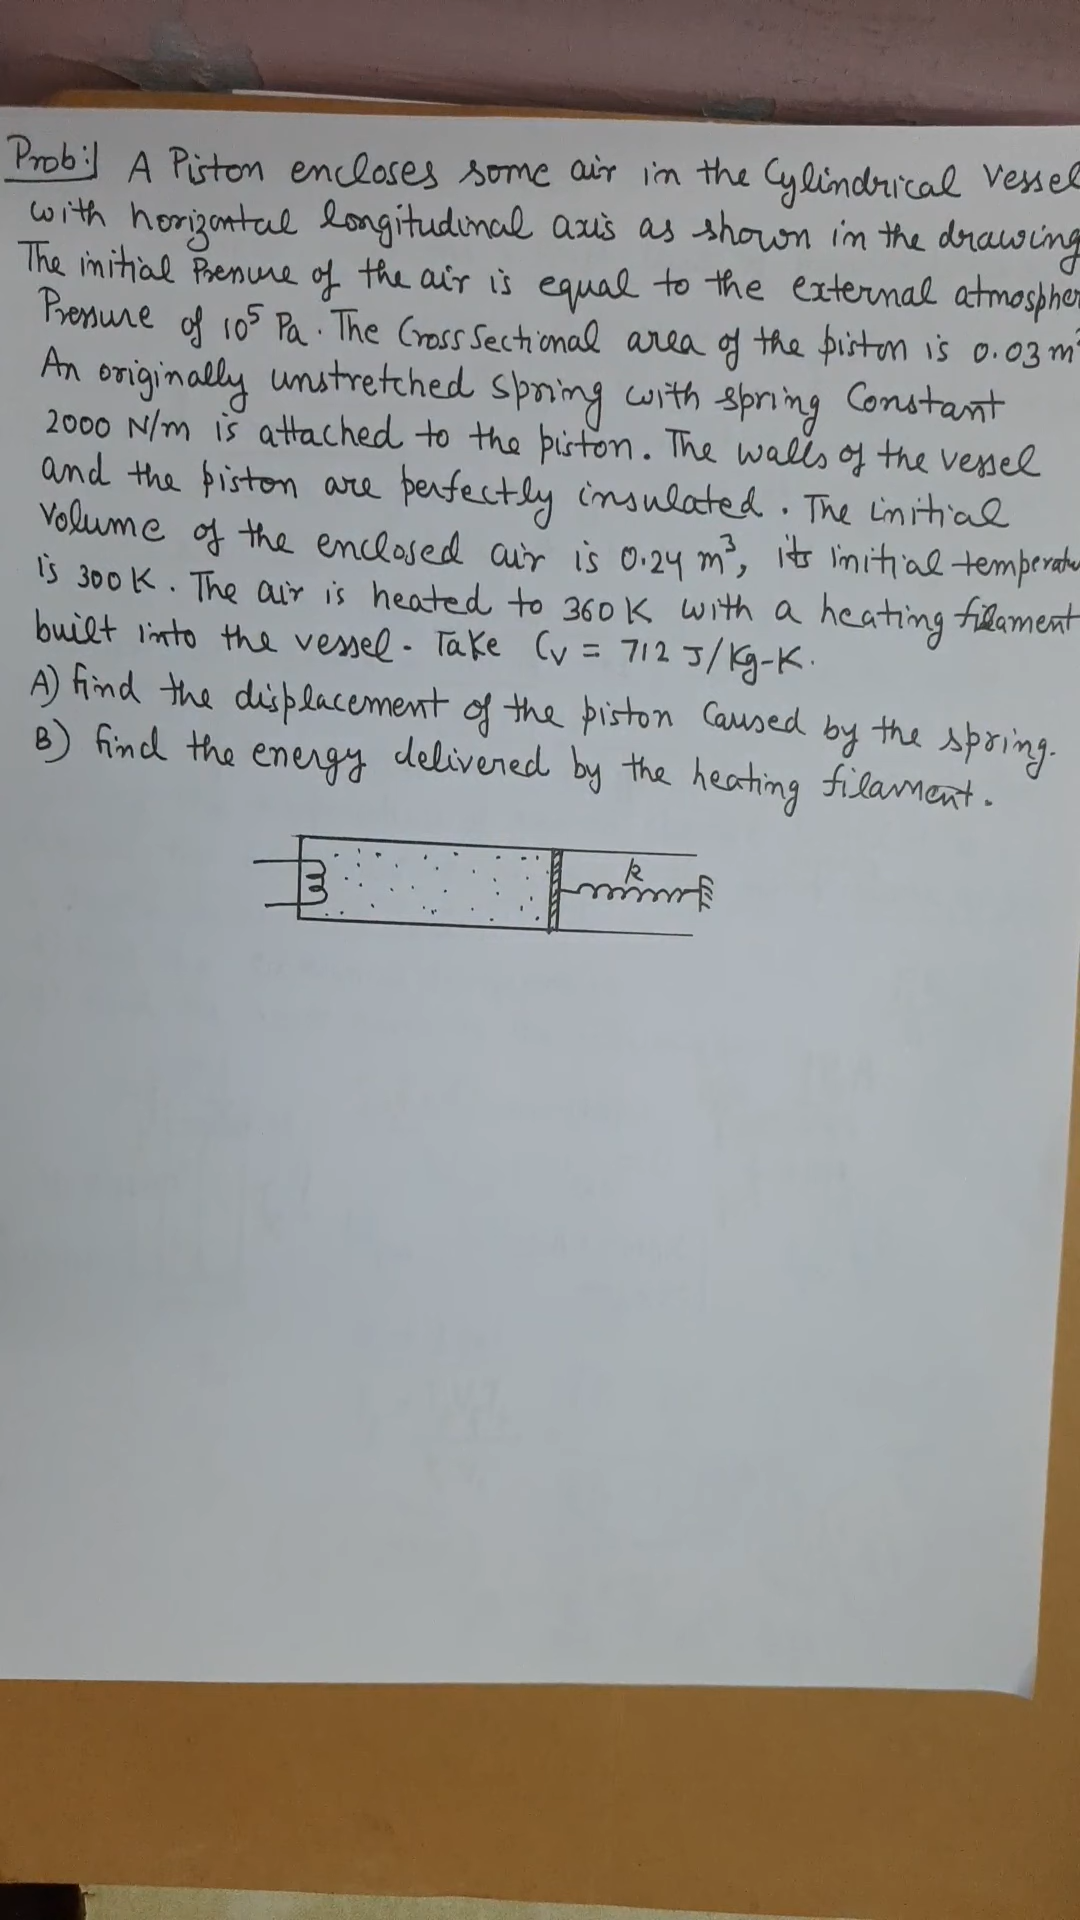 Prob:1 A Piston encloses some air in the Cylindrical Vessel
with horizontal longitudinal axis as shown in the drawing
The initial Pressure of the air is equal to the external atmospher
Pressure of 10⁵ Pa. The Cross Sectional area of the piston is 0.03 m²
An originally unstretched spring with spring Constant
2000 N/m is attached to the piston. The walls of the vessel
and the piston are perfectly insulated. The initial
Volume of the enclosed air is 0.24 m³, its initial temperatu
is 300 K. The air is heated to 360 K with a heating filament
built into the vessel. Take Cv = 712 J/Kg-K.
A) find the displacement of the piston Caused by the spring.
B) find the energy delivered by the heating filament.
k